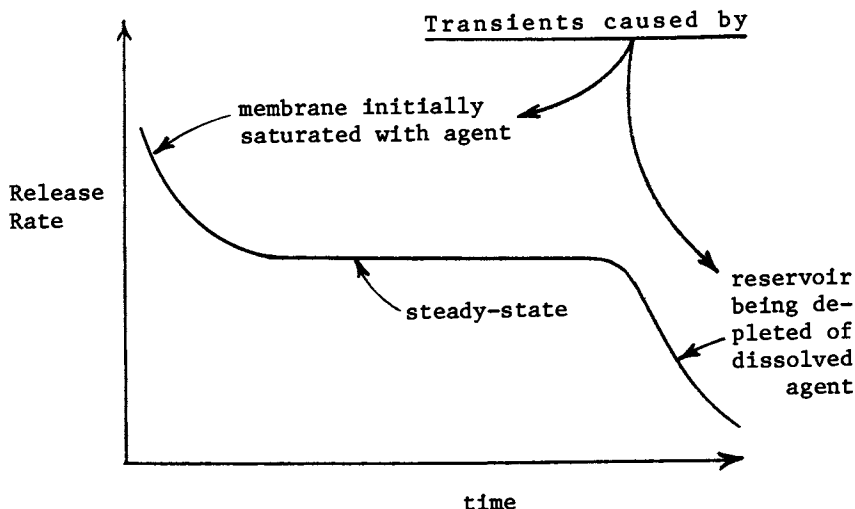 Transients caused by
membrane initially
saturated with agent
Release
Rate
steady-state
reservoir
being de-
pleted of
dissolved
agent
time